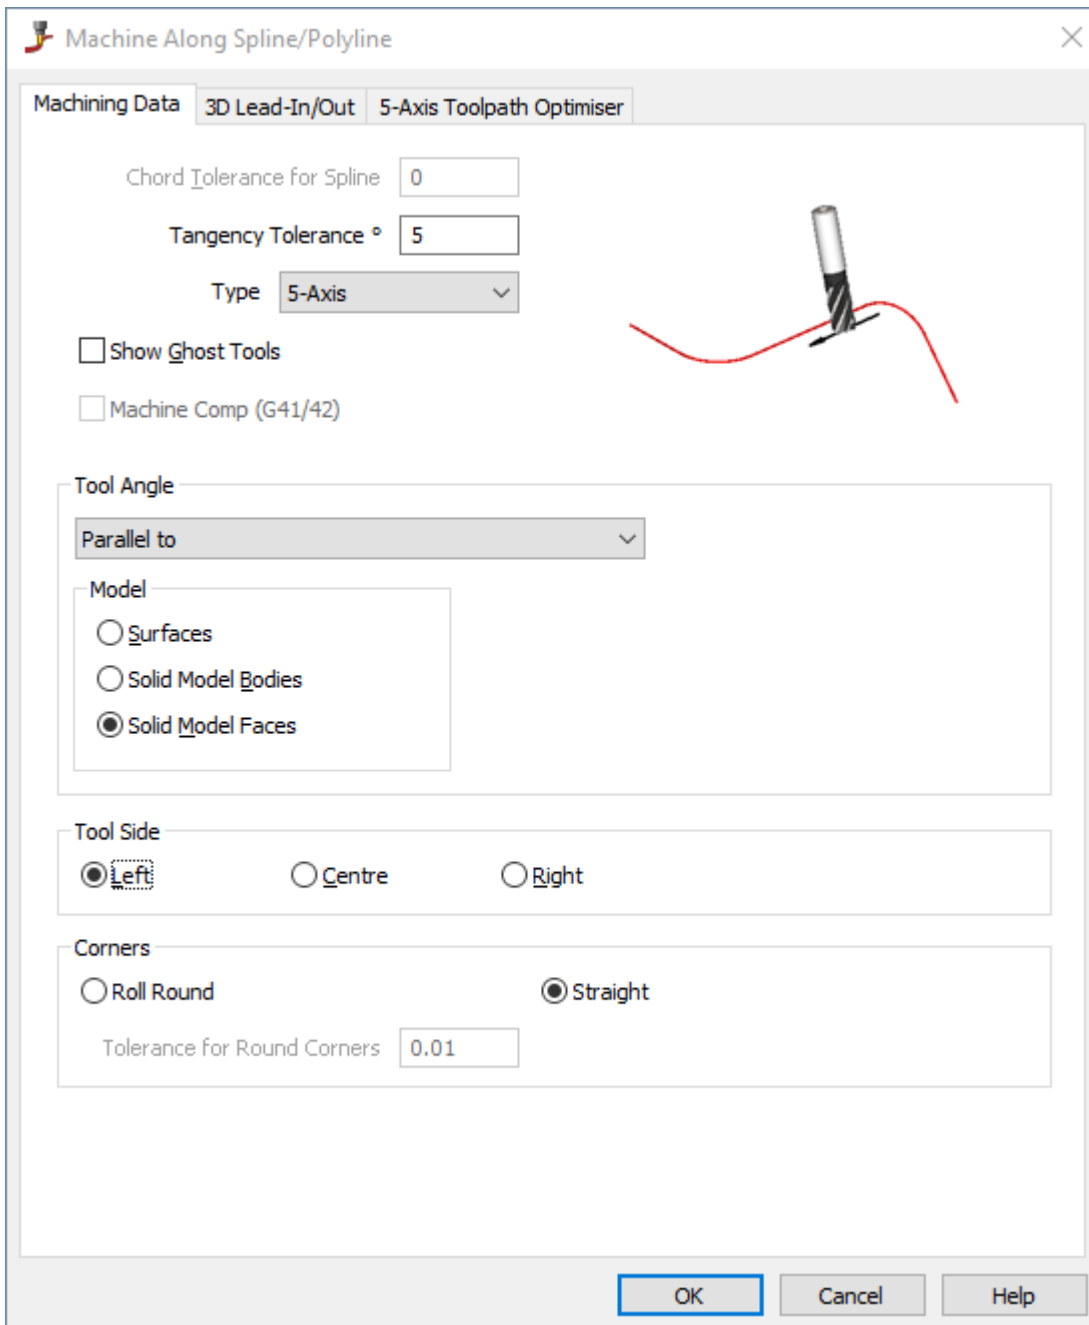 Machine Along Spline/Polyline
Machining Data 3D Lead-In/Out 5-Axis Toolpath Optimiser
Chord Tolerance for Spline 0
Tangency Tolerance ° 5
Type 5-Axis
Show Ghost Tools
Machine Comp (G41/42)
Tool Angle
Parallel to
Model
Surfaces
Solid Model Bodies
Solid Model Faces
Tool Side
Left Centre Right
Corners
Roll Round Straight
Tolerance for Round Corners 0.01
OK Cancel Help